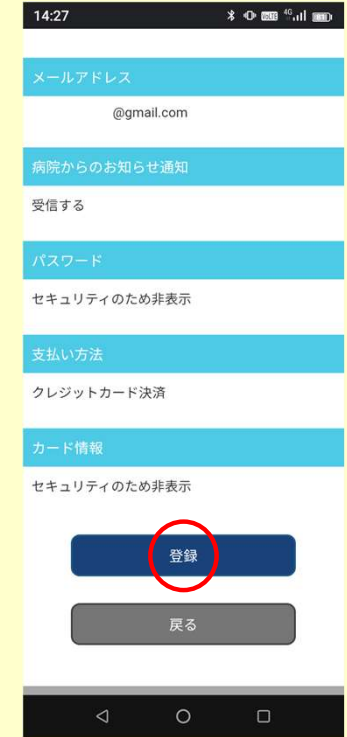 14:27
4G
メールアドレス
@gmail.com
病院からのお知らせ通知
受信する
パスワード
セキュリティのため非表示
支払い方法
クレジットカード決済
カード情報
セキュリティのため非表示
登録
戻る